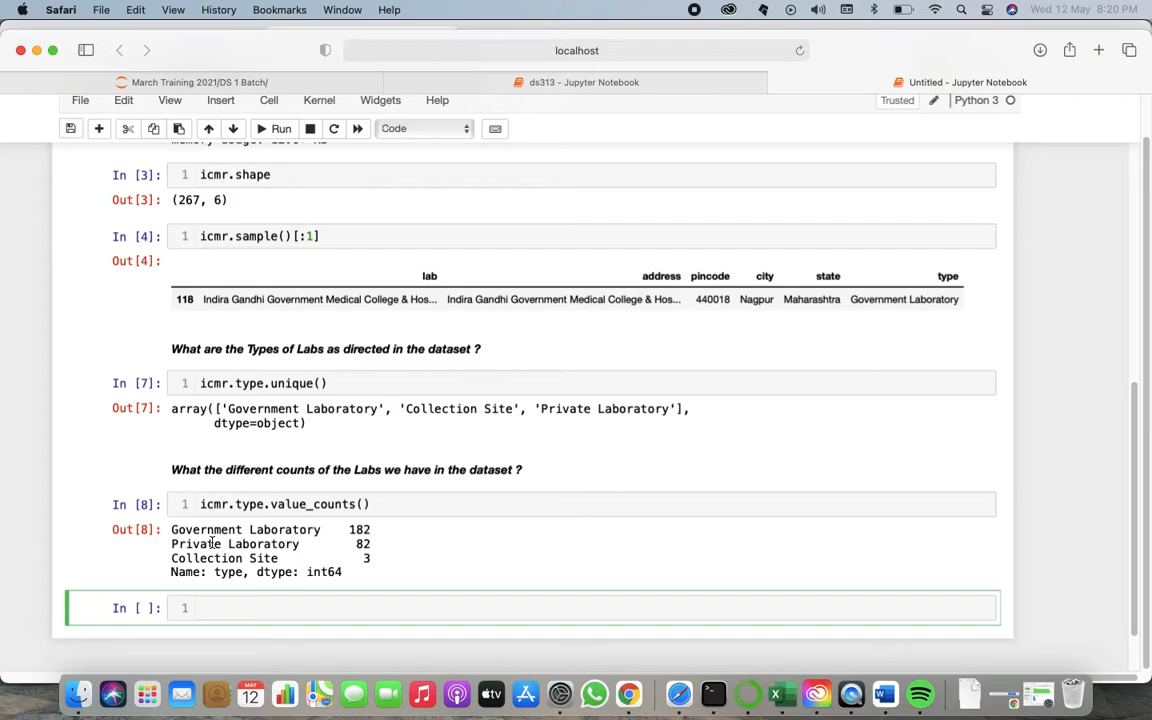 Safari File Edit View History Bookmarks Window Help Wed 12 May 8:20 PM
localhost
March Training 2021/DS 1 Batch/ ds313 - Jupyter Notebook Untitled - Jupyter Notebook
File Edit View Insert Cell Kernel Widgets Help Trusted Python 3
Run Code
In [3]: 1 icmr.shape
Out[3]: (267, 6)
In [4]: 1 icmr.sample()[:1]
Out[4]:
lab address pincode city state type
118 Indira Gandhi Government Medical College & Hos... Indira Gandhi Government Medical College & Hos... 440018 Nagpur Maharashtra Government Laboratory
What are the Types of Labs as directed in the dataset ?
In [7]: 1 icmr.type.unique()
Out[7]: array(['Government Laboratory', 'Collection Site', 'Private Laboratory'],
dtype=object)
What the different counts of the Labs we have in the dataset ?
In [8]: 1 icmr.type.value_counts()
Out[8]: Government Laboratory 182
Private Laboratory 82
Collection Site 3
Name: type, dtype: int64
In [ ]: 1
MAY
12
tv